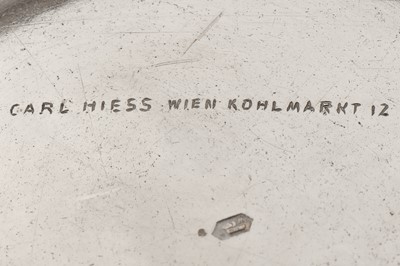 CARL HIESS WIEN KOHLMARKT 12